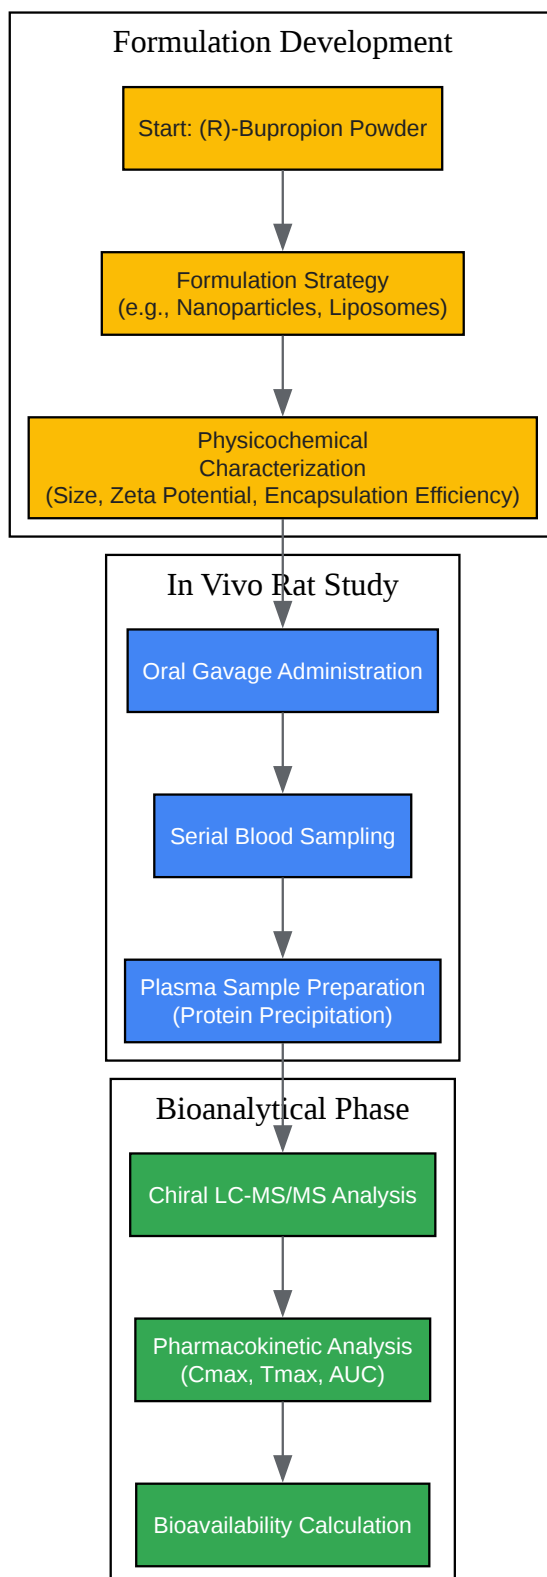 Formulation Development
Start: (R)-Bupropion Powder
Formulation Strategy
(e.g., Nanoparticles, Liposomes)
Physicochemical
Characterization
(Size, Zeta Potential, Encapsulation Efficiency)
In Vivo Rat Study
Oral Gavage Administration
Serial Blood Sampling
Plasma Sample Preparation
(Protein Precipitation)
Bioanalytical Phase
Chiral LC-MS/MS Analysis
Pharmacokinetic Analysis
(Cmax, Tmax, AUC)
Bioavailability Calculation